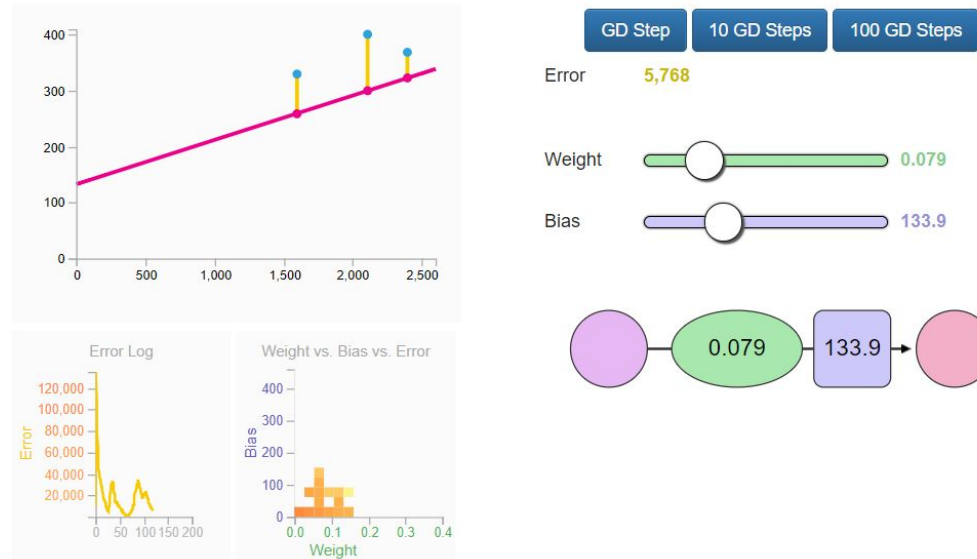 400
300
200
100
0
0 500 1,000 1,500 2,000 2,500
GD Step 10 GD Steps 100 GD Steps
Error 5,768
Weight 0.079
Bias 133.9
0.079 133.9
Error Log
120,000
100,000
80,000
60,000
40,000
20,000
Error
0 50 100 150 200
Weight vs. Bias vs. Error
400
300
200
100
0
Bias
0.0 0.1 0.2 0.3 0.4
Weight